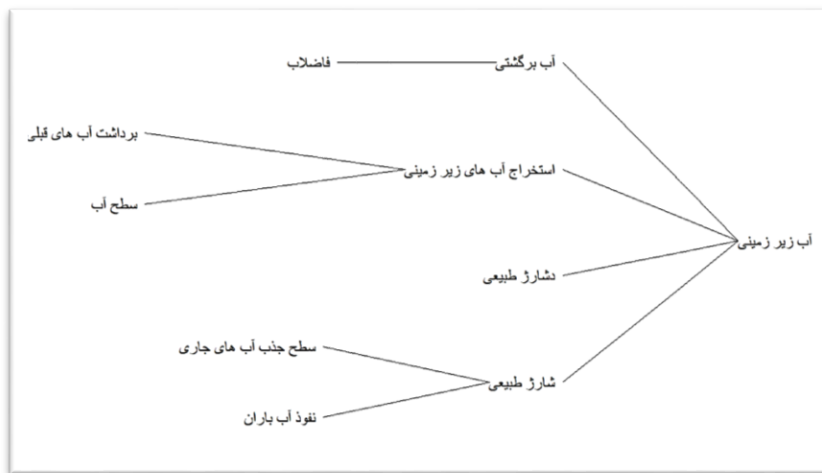 آب برگشتی
فاضلاب
برداشت آب های قبلی
استخراج آب های زیر زمینی
سطح آب
آب زیر زمینی
دشارژ طبیعی
سطح جذب آب های جاری
شارژ طبیعی
نفوذ آب باران